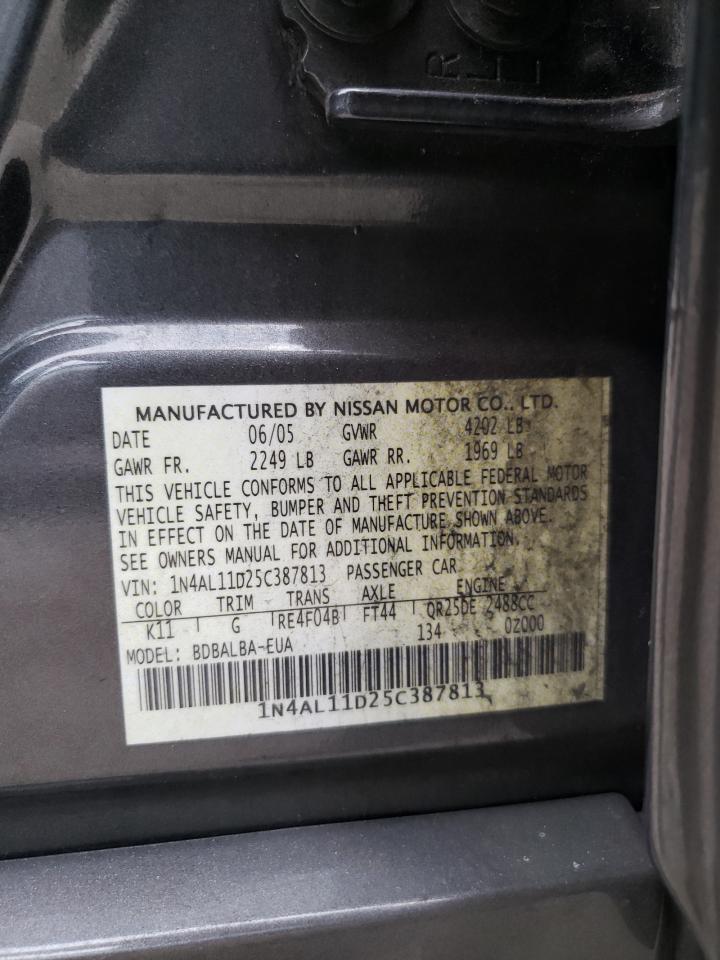 MANUFACTURED BY NISSAN MOTOR CO., LTD.
DATE 06/05 GVWR 4202 LB
GAWR FR. 2249 LB GAWR RR. 1969 LB
THIS VEHICLE CONFORMS TO ALL APPLICABLE FEDERAL MOTOR
VEHICLE SAFETY, BUMPER AND THEFT PREVENTION STANDARDS
IN EFFECT ON THE DATE OF MANUFACTURE SHOWN ABOVE.
SEE OWNERS MANUAL FOR ADDITIONAL INFORMATION.
VIN: 1N4AL11D25C387813 PASSENGER CAR
COLOR TRIM TRANS AXLE ENGINE
K11 G RE4F04B FT44 QR25DE 2488CC
134 02000
MODEL: BDBALBA-EUA
1N4AL11D25C387813